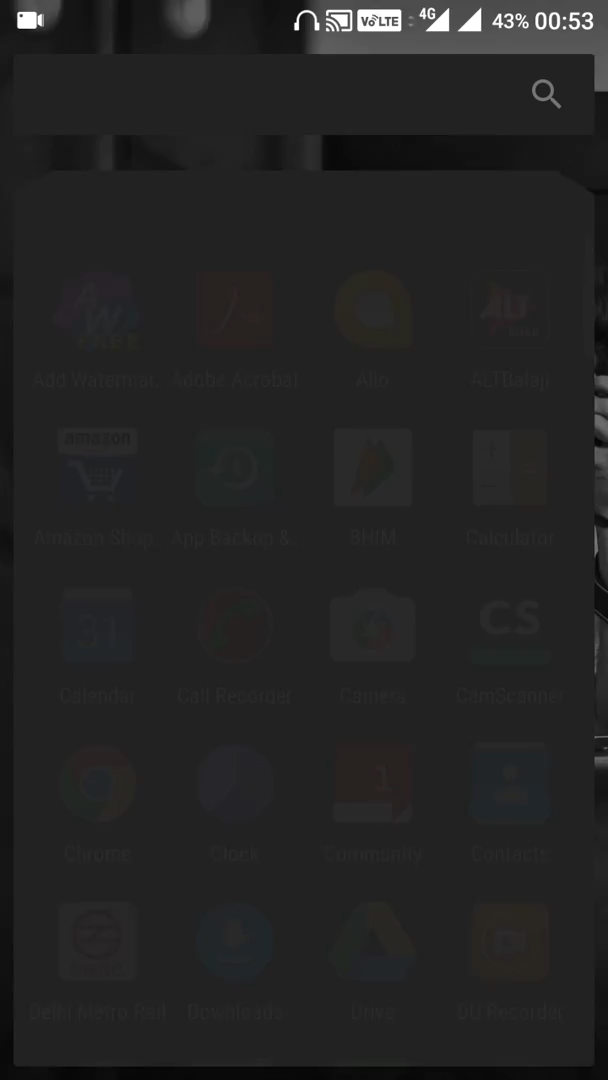 VoLTE 4G 43% 00:53
Add Watermar.
Adobe Acrobat
Allo
ALTBalaji
amazon
Amazon Shop.
App Backup &
BHIM
Calculator
31
Calendar
Call Recorder
Camera
CS
CamScanner
Chrome
Clock
1
Community
Contacts
Delhi Metro Rail
Downloads
Drive
DU Recorder